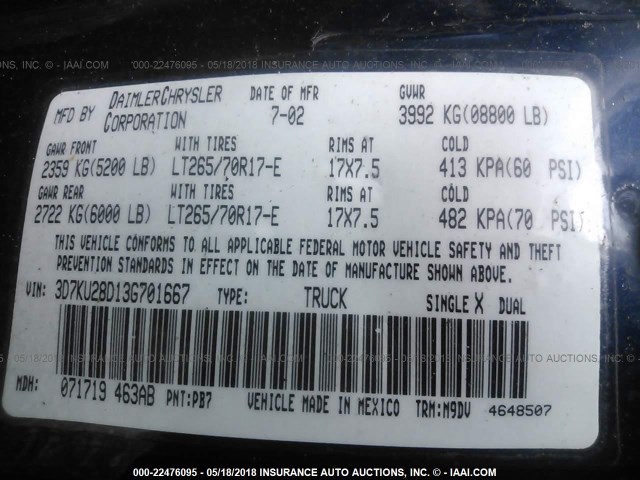 000-22476095 - 05/18/2018 INSURANCE AUTO AUCTIONS, INC. - © IAAI.COM
MFD BY DAIMLERCHRYSLER CORPORATION DATE OF MFR 7-02 GVWR 3992 KG(08800 LB)
GAWR FRONT WITH TIRES RIMS AT COLD
2359 KG(5200 LB) LT265/70R17-E 17X7.5 413 KPA(60 PSI)
GAWR REAR WITH TIRES RIMS AT COLD
2722 KG(6000 LB) LT265/70R17-E 17X7.5 482 KPA(70 PSI)
THIS VEHICLE CONFORMS TO ALL APPLICABLE FEDERAL MOTOR VEHICLE SAFETY AND THEFT
PREVENTION STANDARDS IN EFFECT ON THE DATE OF MANUFACTURE SHOWN ABOVE.
VIN: 3D7KU28D13G701667 TYPE: TRUCK SINGLE X DUAL
MDH: 071719 463AB PNT:PB7 VEHICLE MADE IN MEXICO TRM:N9DV 4648507
000-22476095 - 05/18/2018 INSURANCE AUTO AUCTIONS, INC. - © IAAI.COM